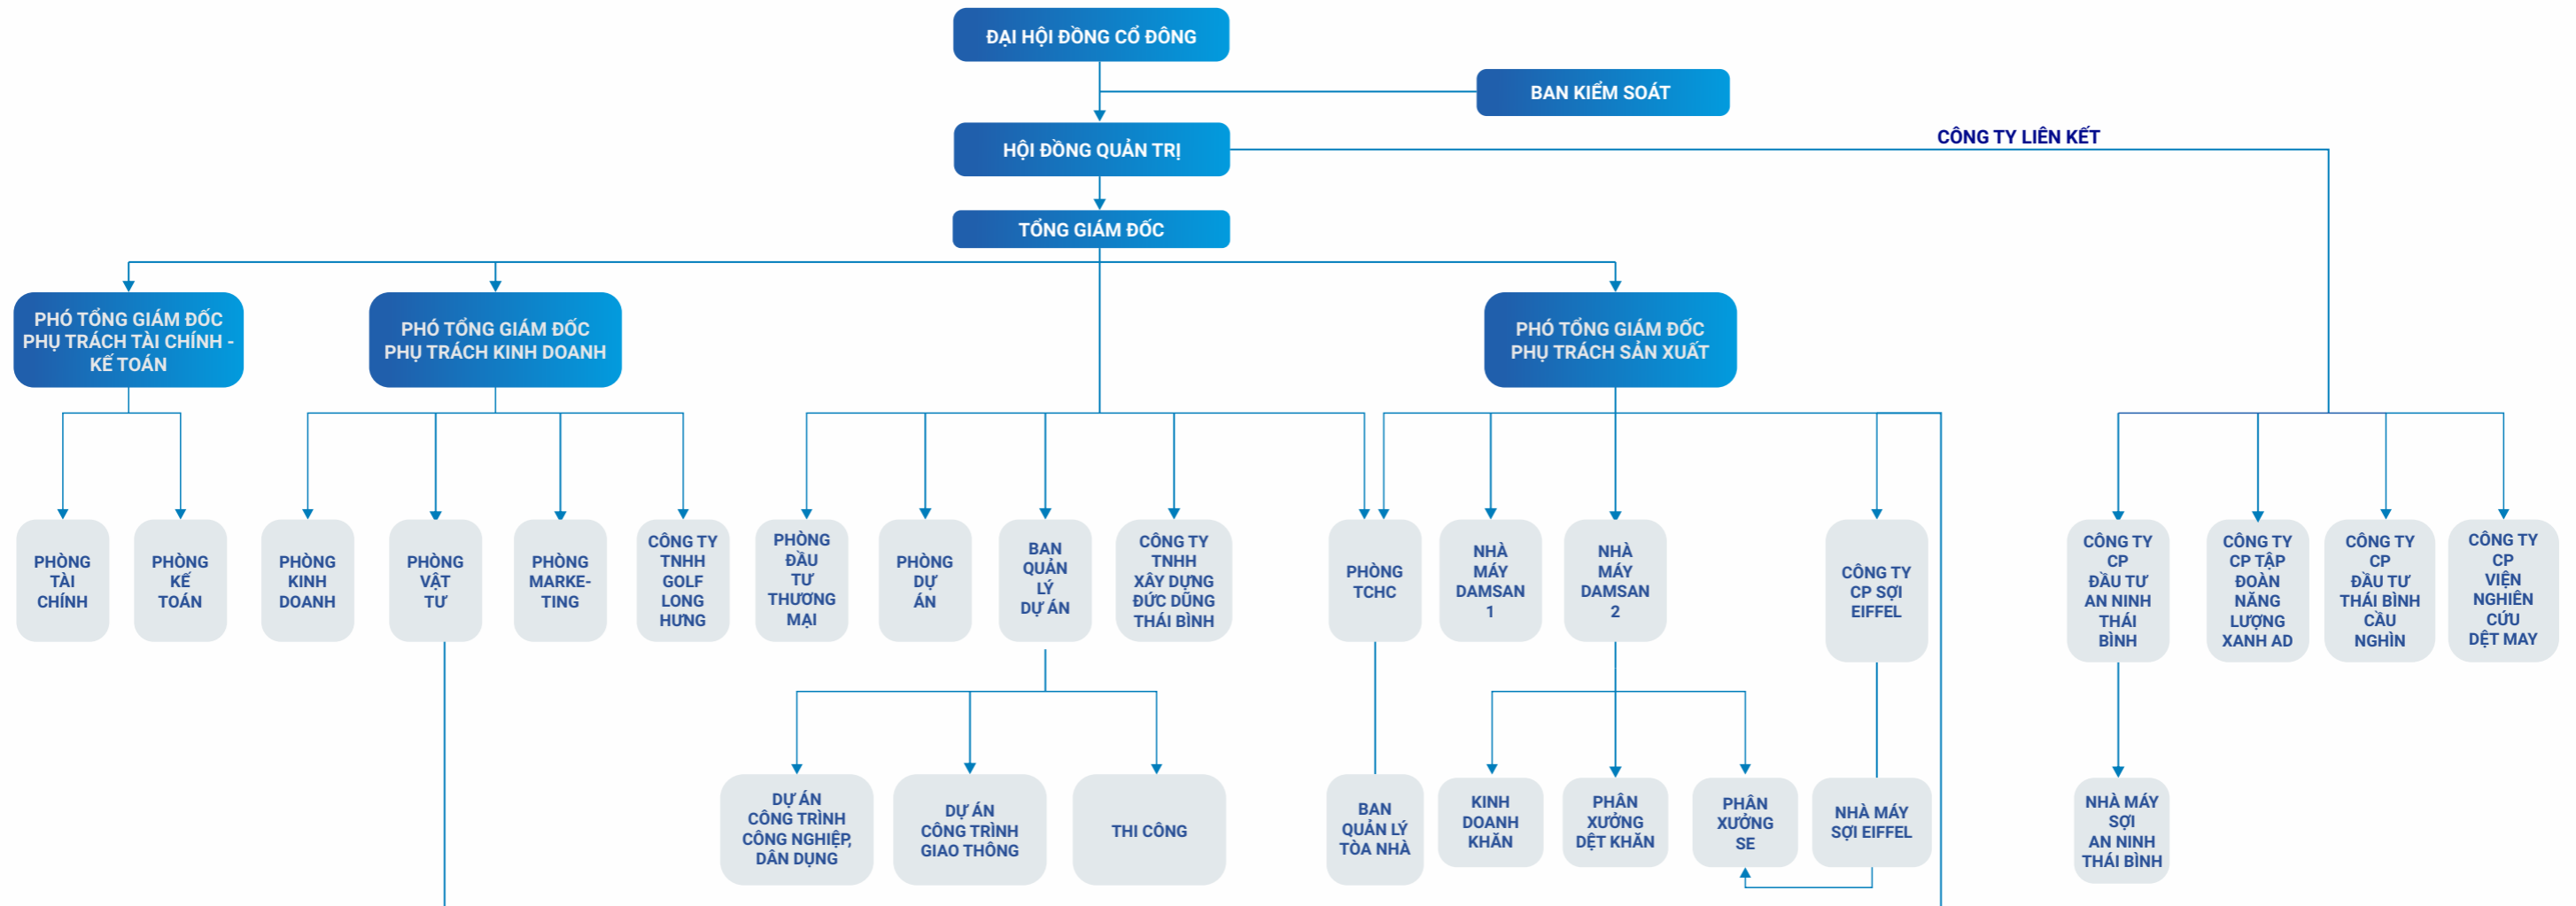 ĐẠI HỘI ĐỒNG CỔ ĐÔNG
BAN KIỂM SOÁT
HỘI ĐỒNG QUẢN TRỊ
CÔNG TY LIÊN KẾT
TỔNG GIÁM ĐỐC
PHÓ TỔNG GIÁM ĐỐC
PHỤ TRÁCH TÀI CHÍNH -
KẾ TOÁN
PHÓ TỔNG GIÁM ĐỐC
PHỤ TRÁCH KINH DOANH
PHÓ TỔNG GIÁM ĐỐC
PHỤ TRÁCH SẢN XUẤT
PHÒNG
TÀI
CHÍNH
PHÒNG
KẾ
TOÁN
PHÒNG
KINH
DOANH
PHÒNG
VẬT
TƯ
PHÒNG
MARKE-
TING
CÔNG TY
TNHH
GOLF
LONG
HƯNG
PHÒNG
ĐẦU
TƯ
THƯƠNG
MẠI
PHÒNG
DỰ
ÁN
BAN
QUẢN
LÝ
DỰ ÁN
CÔNG TY
TNHH
XÂY DỰNG
ĐỨC DŨNG
THÁI BÌNH
PHÒNG
TCHC
NHÀ
MÁY
DAMSAN
1
NHÀ
MÁY
DAMSAN
2
CÔNG TY
CP SỢI
EIFFEL
CÔNG TY
CP
ĐẦU TƯ
AN NINH
THÁI
BÌNH
CÔNG TY
CP TẬP
ĐOÀN
NĂNG
LƯỢNG
XANH AD
CÔNG TY
CP
ĐẦU TƯ
THÁI BÌNH
CẦU
NGHÌN
CÔNG TY
CP
VIỆN
NGHIÊN
CỨU
DỆT MAY
DỰ ÁN
CÔNG TRÌNH
CÔNG NGHIỆP,
DÂN DỤNG
DỰ ÁN
CÔNG TRÌNH
GIAO THÔNG
THI CÔNG
BAN
QUẢN LÝ
TÒA NHÀ
KINH
DOANH
KHĂN
PHÂN
XƯỞNG
DỆT KHĂN
PHÂN
XƯỞNG
SE
NHÀ MÁY
SỢI EIFFEL
NHÀ MÁY
SỢI
AN NINH
THÁI BÌNH